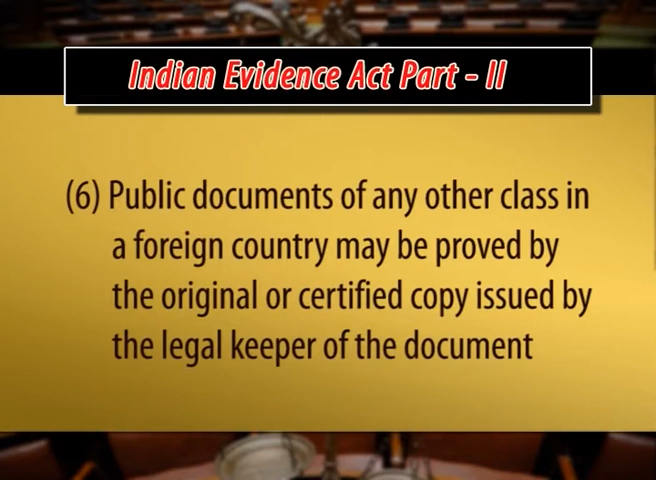 Indian Evidence Act Part - II
(6) Public documents of any other class in
a foreign country may be proved by
the original or certified copy issued by
the legal keeper of the document